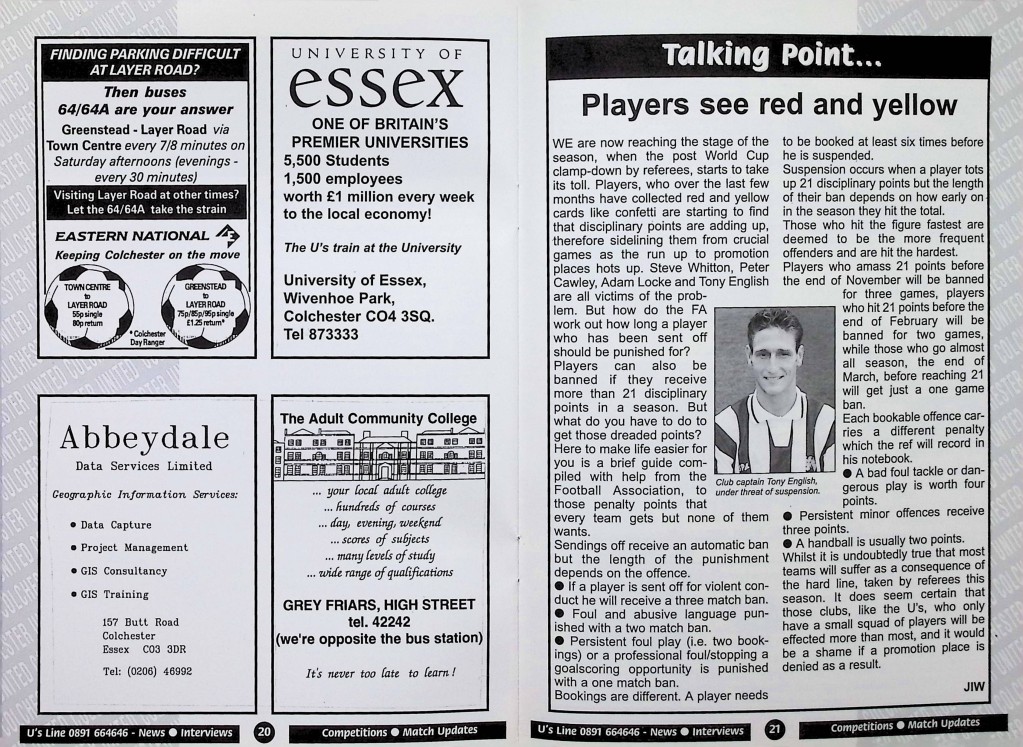 FINDING PARKING DIFFICULT
AT LAYER ROAD?
Then buses
64/64A are your answer
Greenstead - Layer Road via
Town Centre every 7/8 minutes on
Saturday afternoons (evenings -
every 30 minutes)
Visiting Layer Road at other times?
Let the 64/64A take the strain
EASTERN NATIONAL
Keeping Colchester on the move
TOWN CENTRE
to
LAYER ROAD
55p single
80p return
GREENSTEAD
to
LAYER ROAD
75p/85p/95p single
£1.25 return*
* Colchester
Day Ranger
UNIVERSITY OF
essex
ONE OF BRITAIN'S
PREMIER UNIVERSITIES
5,500 Students
1,500 employees
worth £1 million every week
to the local economy!
The U's train at the University
University of Essex,
Wivenhoe Park,
Colchester CO4 3SQ.
Tel 873333
Abbeydale
Data Services Limited
Geographic Information Services:
● Data Capture
● Project Management
● GIS Consultancy
● GIS Training
157 Butt Road
Colchester
Essex CO3 3DR
Tel: (0206) 46992
The Adult Community College
... your local adult college
... hundreds of courses
... day, evening, weekend
... scores of subjects
... many levels of study
... wide range of qualifications
GREY FRIARS, HIGH STREET
tel. 42242
(we're opposite the bus station)
It's never too late to learn !
U's Line 0891 664646 - News ● Interviews
20
Competitions ● Match Updates
Talking Point...
Players see red and yellow
WE are now reaching the stage of the
season, when the post World Cup
clamp-down by referees, starts to take
its toll. Players, who over the last few
months have collected red and yellow
cards like confetti are starting to find
that disciplinary points are adding up,
therefore sidelining them from crucial
games as the run up to promotion
places hots up. Steve Whitton, Peter
Cawley, Adam Locke and Tony English
are all victims of the prob-
lem. But how do the FA
work out how long a player
who has been sent off
should be punished for?
Players can also be
banned if they receive
more than 21 disciplinary
points in a season. But
what do you have to do to
get those dreaded points?
Here to make life easier for
you is a brief guide com-
piled with help from the
Football Association, to
those penalty points that
every team gets but none of them
wants.
Sendings off receive an automatic ban
but the length of the punishment
depends on the offence.
● If a player is sent off for violent con-
duct he will receive a three match ban.
● Foul and abusive language pun-
ished with a two match ban.
● Persistent foul play (i.e. two book-
ings) or a professional foul/stopping a
goalscoring opportunity is punished
with a one match ban.
Bookings are different. A player needs
to be booked at least six times before
he is suspended.
Suspension occurs when a player tots
up 21 disciplinary points but the length
of their ban depends on how early on
in the season they hit the total.
Those who hit the figure fastest are
deemed to be the more frequent
offenders and are hit the hardest.
Players who amass 21 points before
the end of November will be banned
for three games, players
who hit 21 points before the
end of February will be
banned for two games,
while those who go almost
all season, the end of
March, before reaching 21
will get just a one game
ban.
Each bookable offence car-
ries a different penalty
which the ref will record in
his notebook.
● A bad foul tackle or dan-
gerous play is worth four
points.
● Persistent minor offences receive
three points.
● A handball is usually two points.
Whilst it is undoubtedly true that most
teams will suffer as a consequence of
the hard line, taken by referees this
season. It does seem certain that
those clubs, like the U's, who only
have a small squad of players will be
effected more than most, and it would
be a shame if a promotion place is
denied as a result.
JIW
Club captain Tony English,
under threat of suspension.
U's Line 0891 664646 - News ● Interviews
21
Competitions ● Match Updates